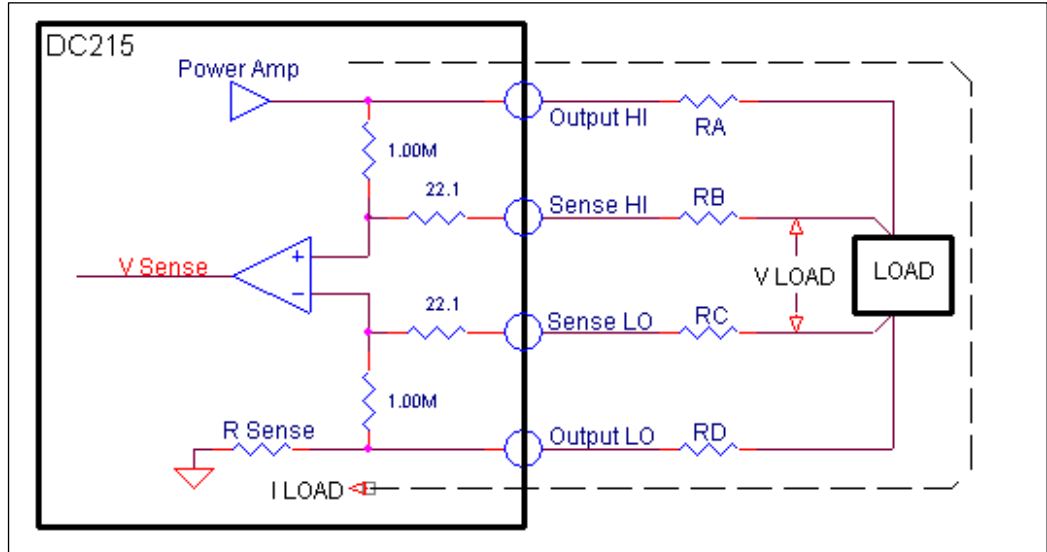 DC215
Power Amp
Output HI
RA
1.00M
22.1
Sense HI
RB
+
V Sense
V LOAD
LOAD
−
22.1
Sense LO
RC
1.00M
R Sense
Output LO
RD
I LOAD